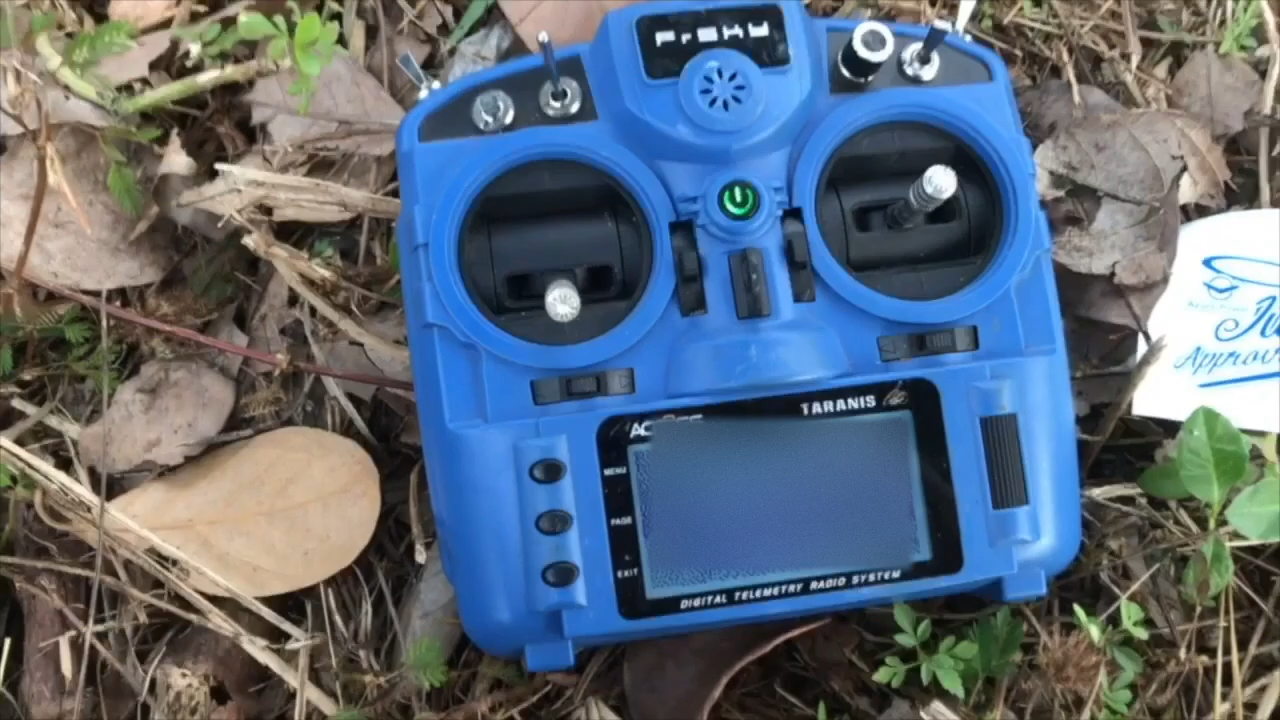 FrSKY
TARANIS
MENU
PAGE
EXIT
DIGITAL TELEMETRY RADIO SYSTEM